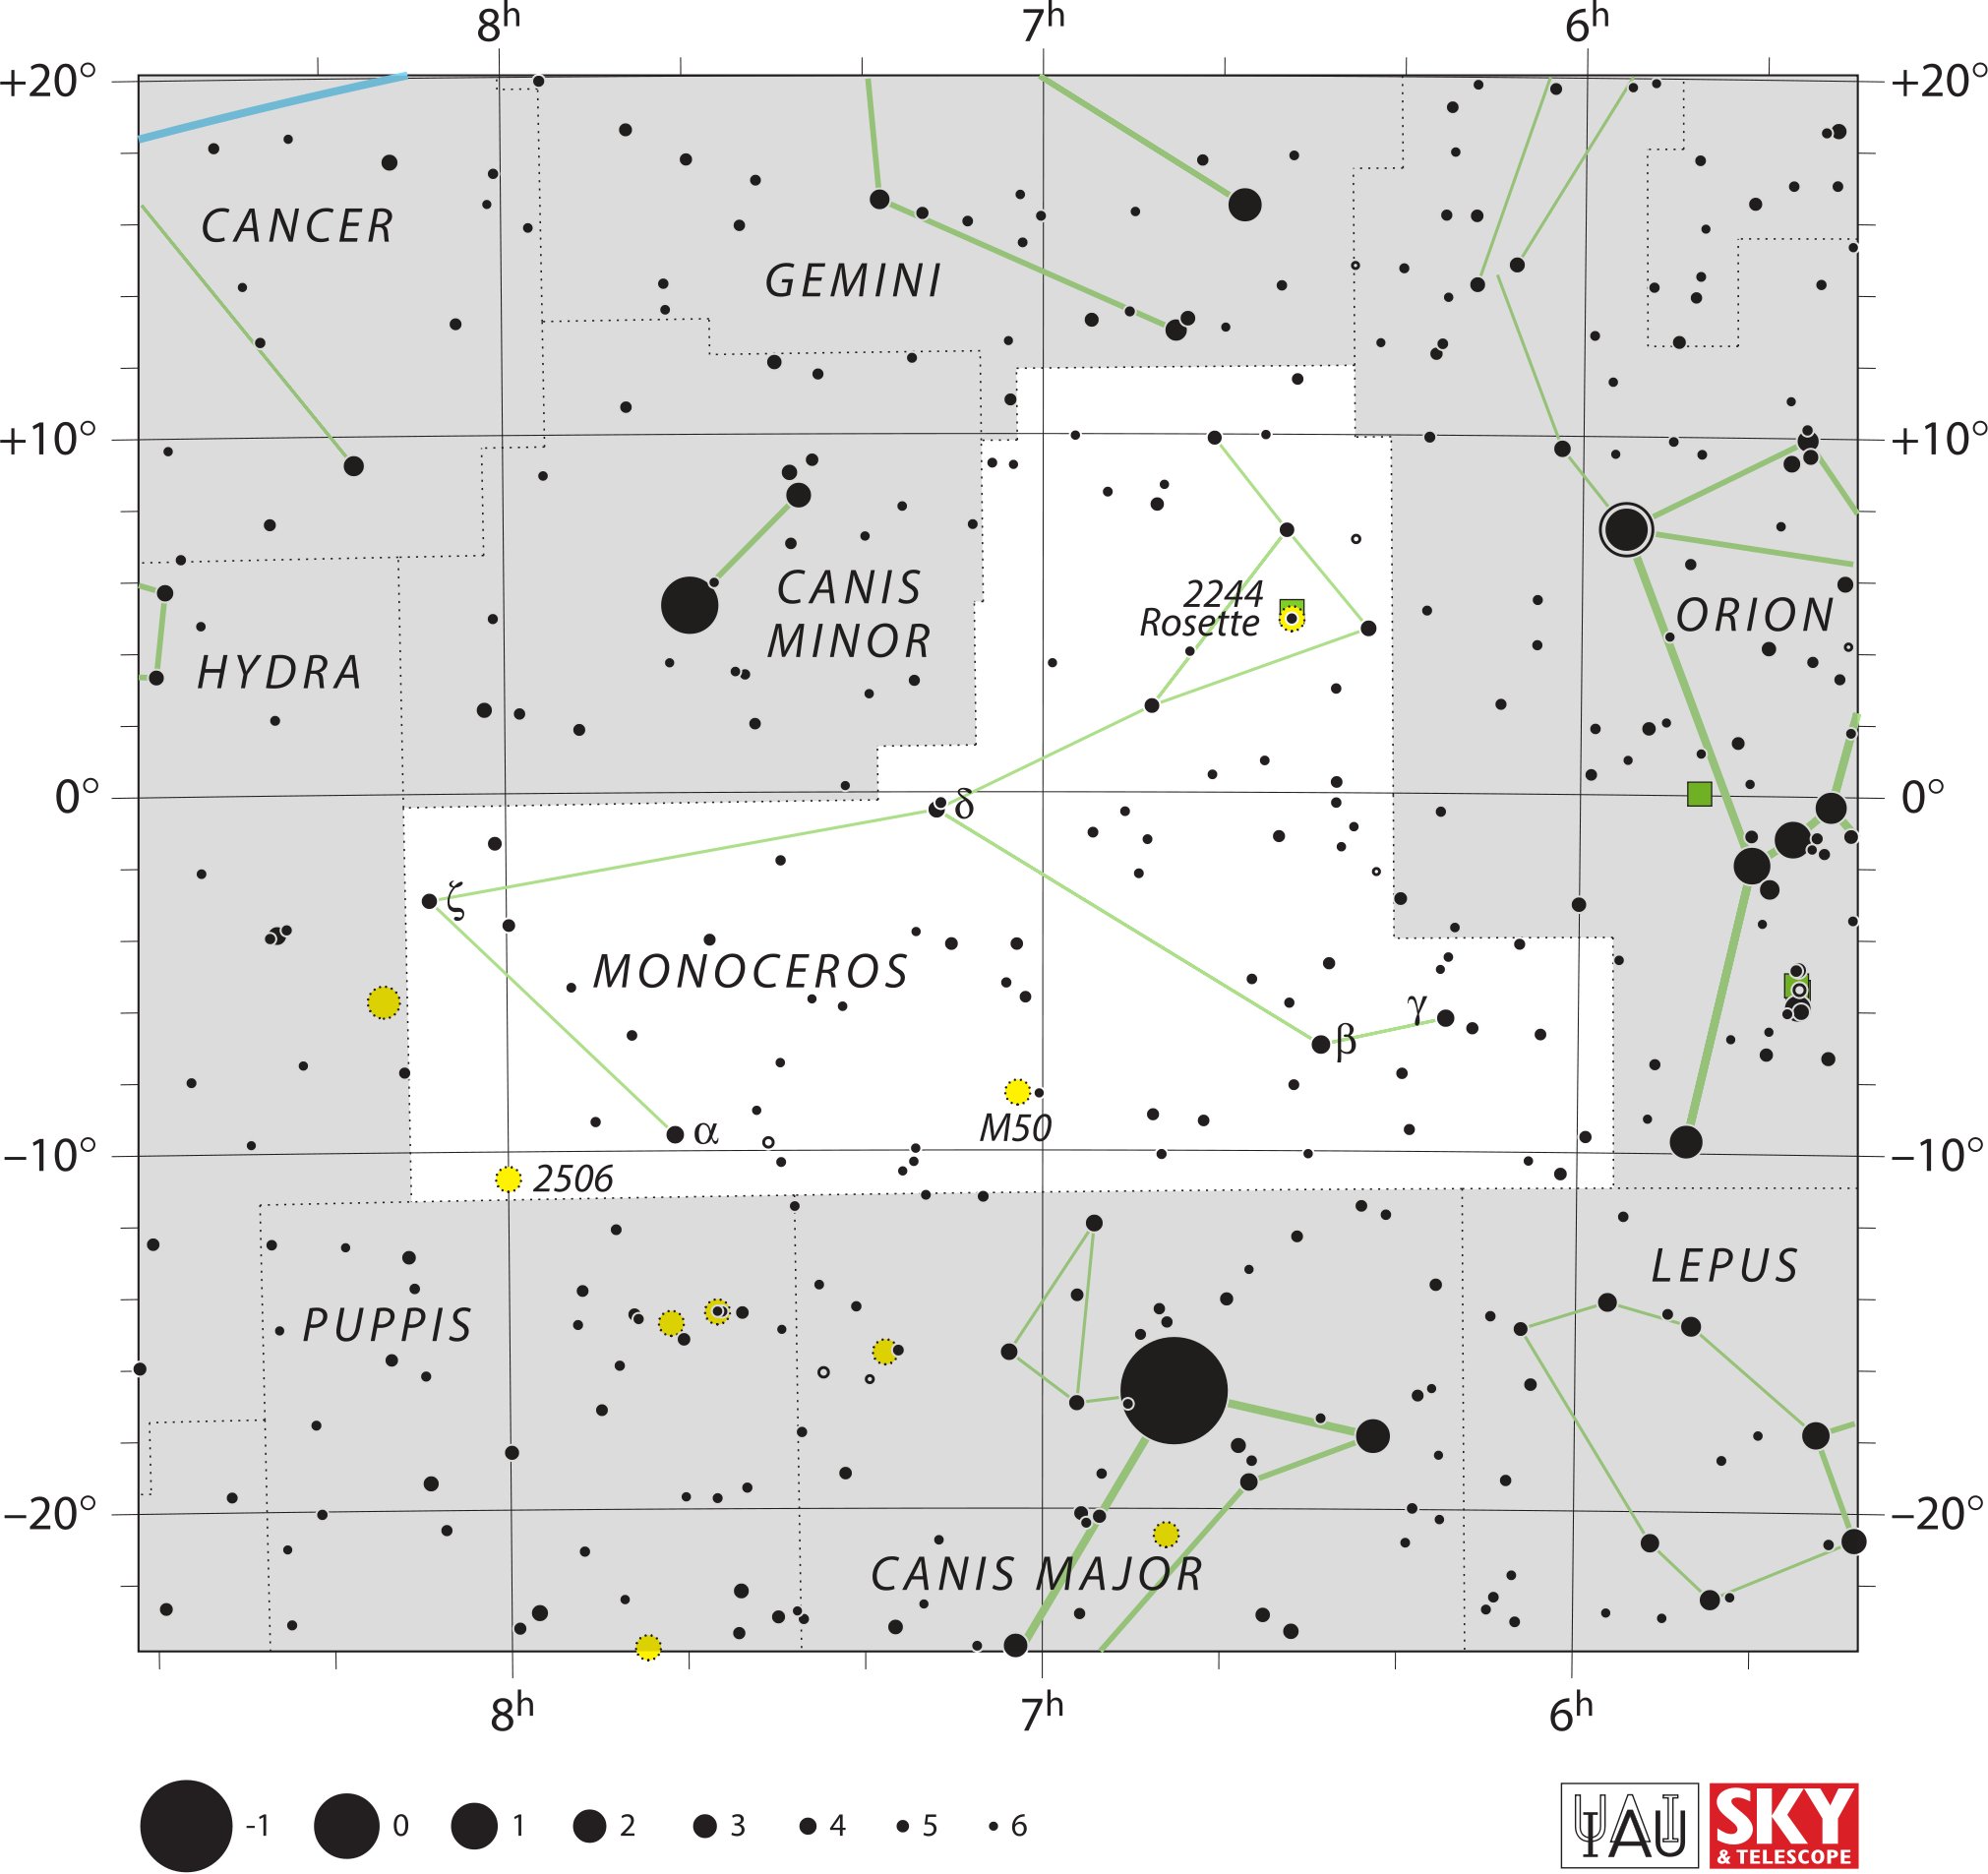 8h 7h 6h
+20° +20°
CANCER
GEMINI
+10° +10°
CANIS
MINOR
2244
Rosette
ORION
HYDRA
0° 0°
δ
ζ
MONOCEROS
γ
β
M50
α
−10° −10°
2506
LEPUS
PUPPIS
−20° −20°
CANIS MAJOR
8h 7h 6h
-1 0 1 2 3 4 5 6
IAU
SKY
& TELESCOPE